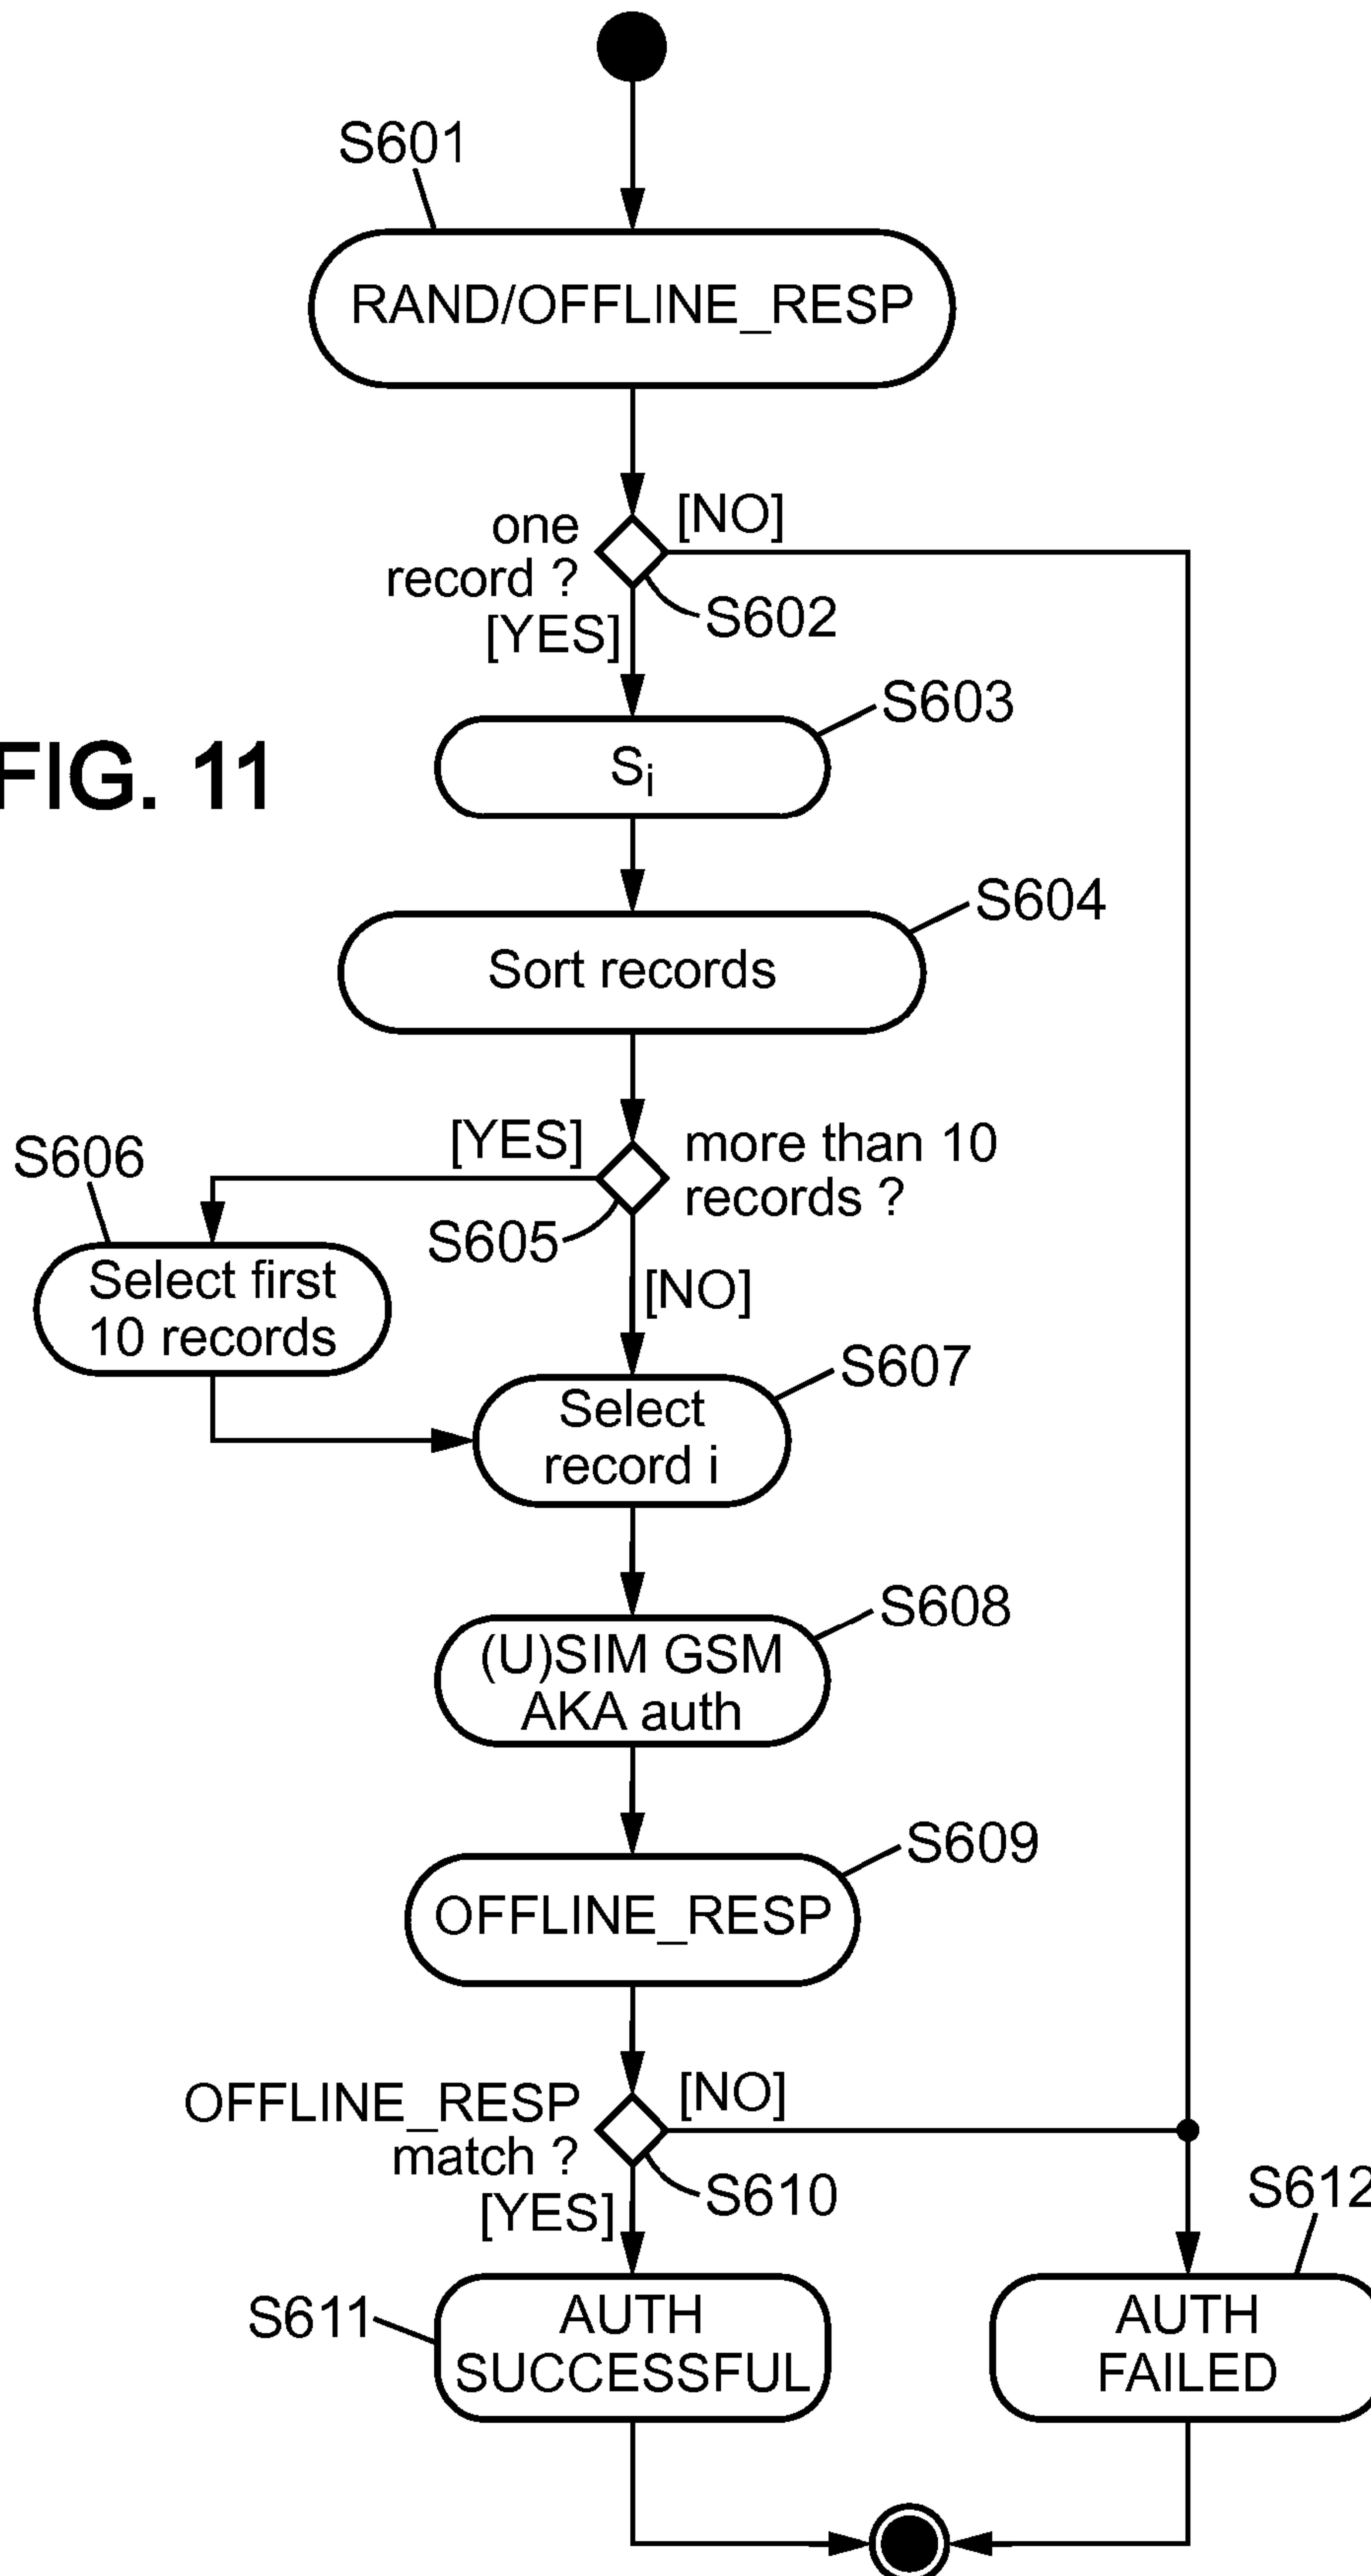 S601
RAND/OFFLINE_RESP
one
record ?
[NO]
S602
[YES]
S603
Si
FIG. 11
S604
Sort records
[YES]
more than 10
records ?
S605
S606
Select first
10 records
[NO]
S607
Select
record i
S608
(U)SIM GSM
AKA auth
S609
OFFLINE_RESP
OFFLINE_RESP
match ?
[NO]
S610
[YES]
S612
S611
AUTH
SUCCESSFUL
AUTH
FAILED